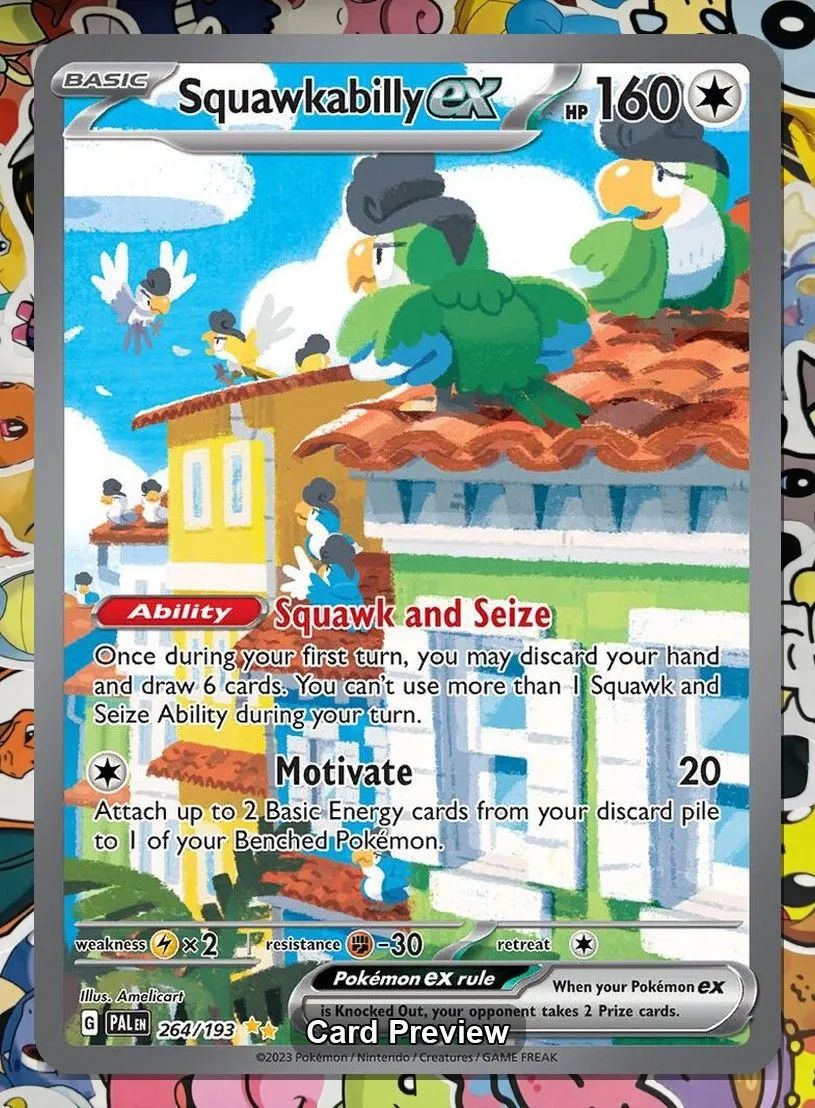 BASIC Squawkabilly ex HP 160
Ability Squawk and Seize
Once during your first turn, you may discard your hand
and draw 6 cards. You can't use more than 1 Squawk and
Seize Ability during your turn.
Motivate 20
Attach up to 2 Basic Energy cards from your discard pile
to 1 of your Benched Pokémon.
weakness ×2 resistance -30 retreat
Pokémon ex rule When your Pokémon ex
is Knocked Out, your opponent takes 2 Prize cards.
Illus. Amelicart
G PAL EN 264/193
Card Preview
©2023 Pokémon / Nintendo / Creatures / GAME FREAK